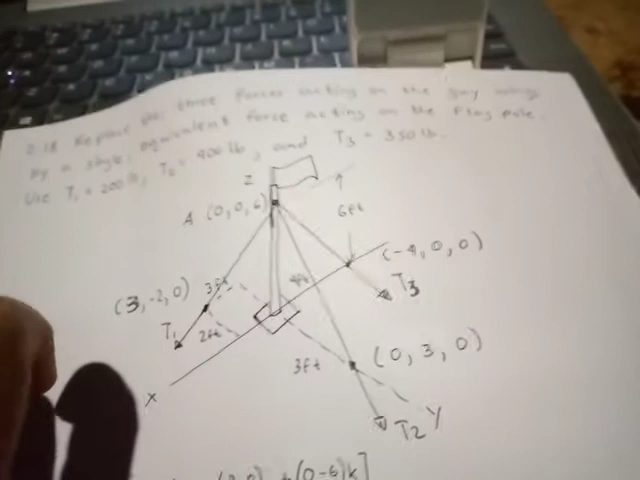 2.18 Replace the three forces acting on the guy wires
by a single, equivalent force acting on the flag pole.
Use T1 = 200 lb, T2 = 400 lb, and T3 = 350 lb.
Z
A (0,0,6)
6ft
(-4,0,0)
4ft
(3,-2,0) 3ft
T3
T1
2ft
3ft
(0,3,0)
X
T2
Y
(0-6)k]